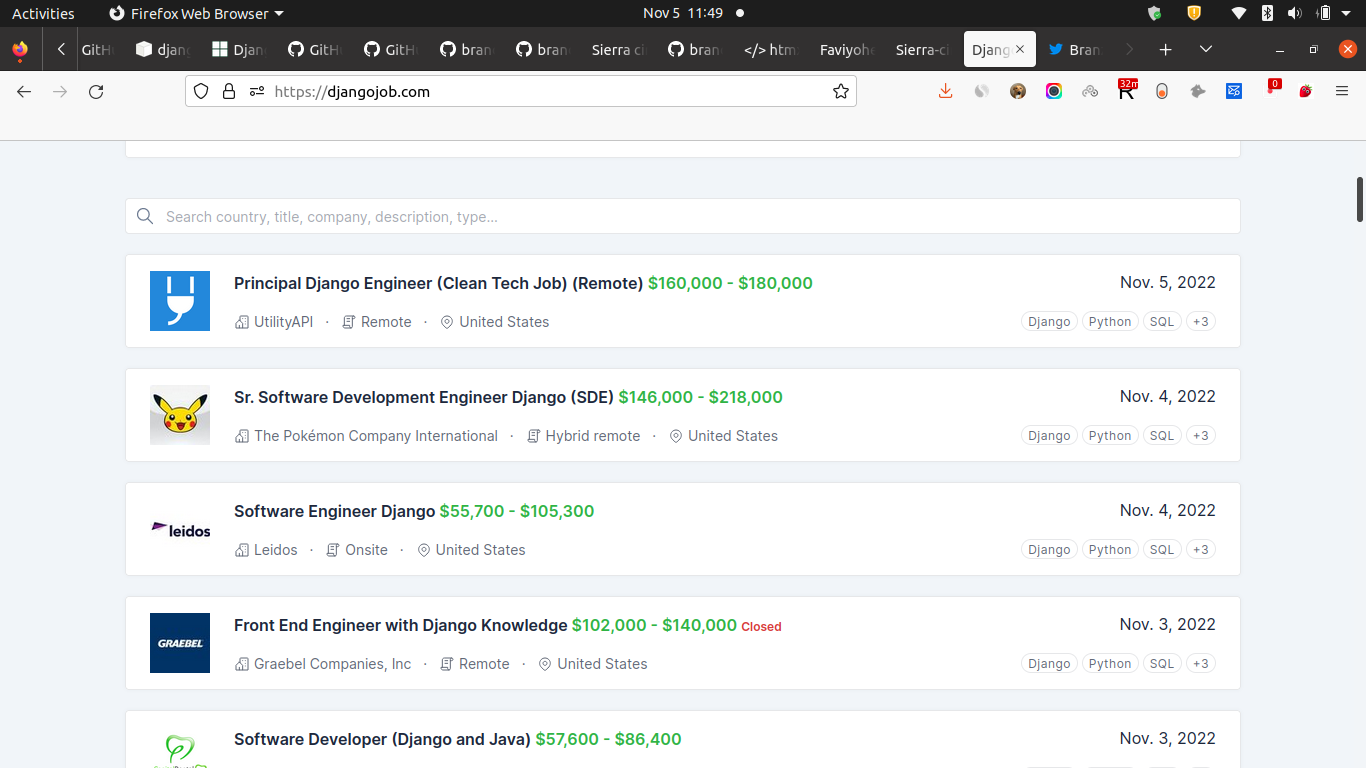 Activities Firefox Web Browser Nov 5 11:49
GitH djang Djan GitH GitH bran bran Sierra ci bran </> htm Faviyohe Sierra-ci Djang Bran
https://djangojob.com 32m 0
Search country, title, company, description, type...
Principal Django Engineer (Clean Tech Job) (Remote) $160,000 - $180,000 Nov. 5, 2022
UtilityAPI · Remote · United States Django Python SQL +3
Sr. Software Development Engineer Django (SDE) $146,000 - $218,000 Nov. 4, 2022
The Pokémon Company International · Hybrid remote · United States Django Python SQL +3
Software Engineer Django $55,700 - $105,300 Nov. 4, 2022
leidos
Leidos · Onsite · United States Django Python SQL +3
Front End Engineer with Django Knowledge $102,000 - $140,000 Closed Nov. 3, 2022
GRAEBEL
Graebel Companies, Inc · Remote · United States Django Python SQL +3
Software Developer (Django and Java) $57,600 - $86,400 Nov. 3, 2022